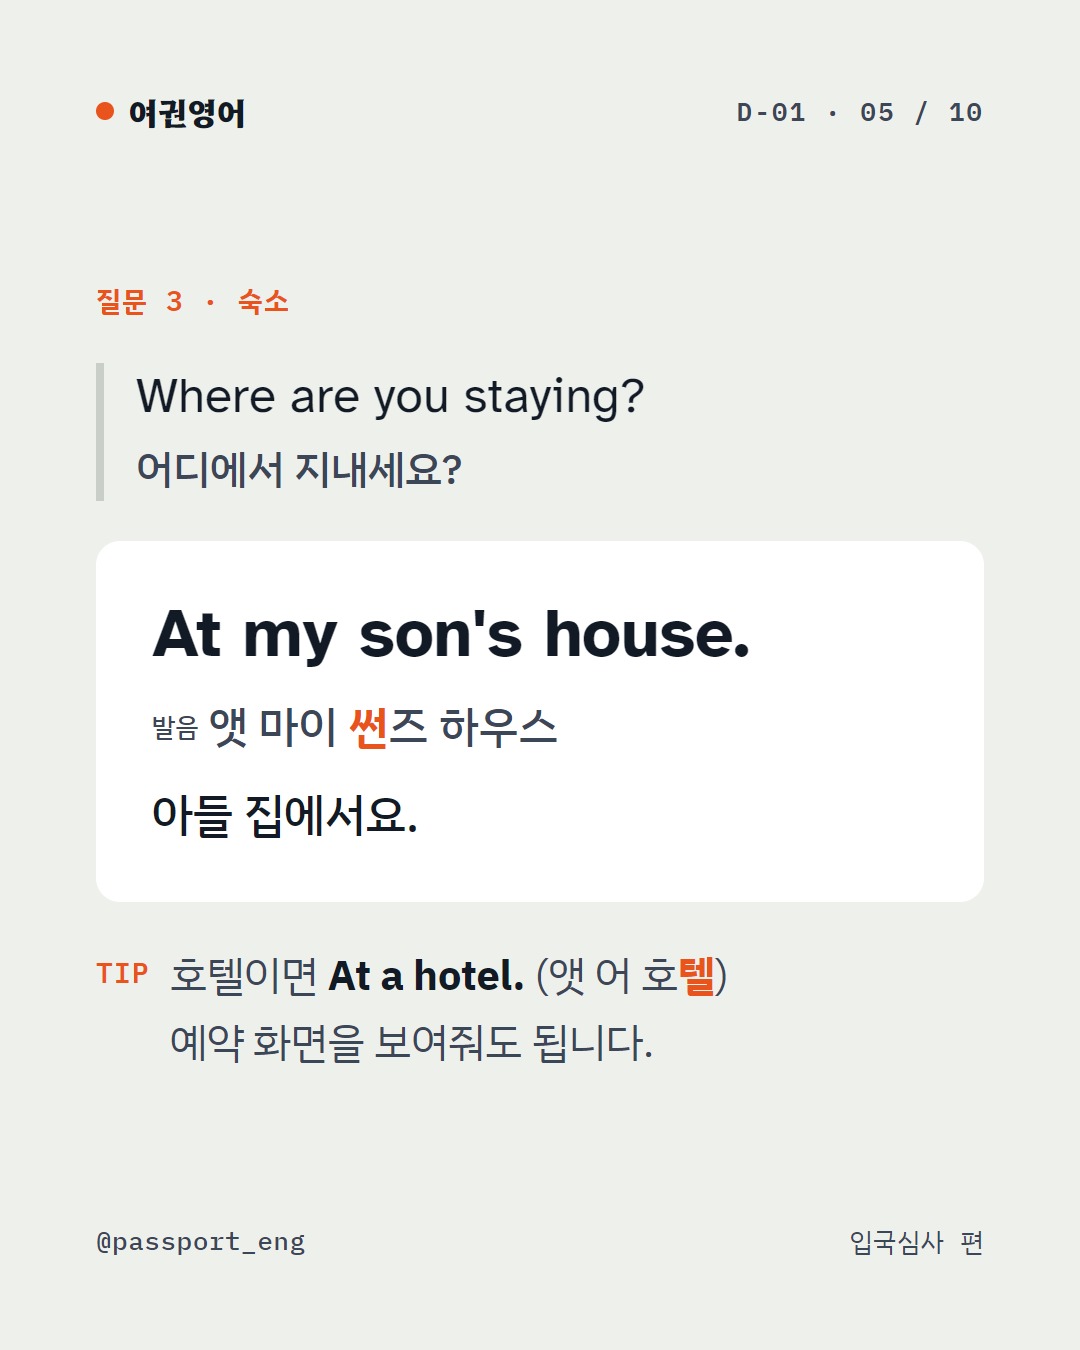 여권영어
D-01 · 05 / 10
질문 3 · 숙소
Where are you staying?
어디에서 지내세요?
At my son's house.
발음 앳 마이 썬즈 하우스
아들 집에서요.
TIP 호텔이면 At a hotel. (앳 어 호텔)
예약 화면을 보여줘도 됩니다.
@passport_eng
입국심사 편